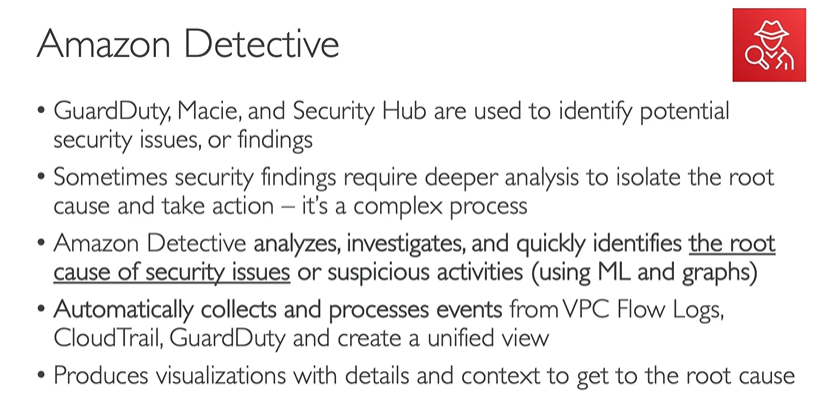 Amazon Detective
• GuardDuty, Macie, and Security Hub are used to identify potential
security issues, or findings
• Sometimes security findings require deeper analysis to isolate the root
cause and take action – it's a complex process
• Amazon Detective analyzes, investigates, and quickly identifies the root
cause of security issues or suspicious activities (using ML and graphs)
• Automatically collects and processes events from VPC Flow Logs,
CloudTrail, GuardDuty and create a unified view
• Produces visualizations with details and context to get to the root cause